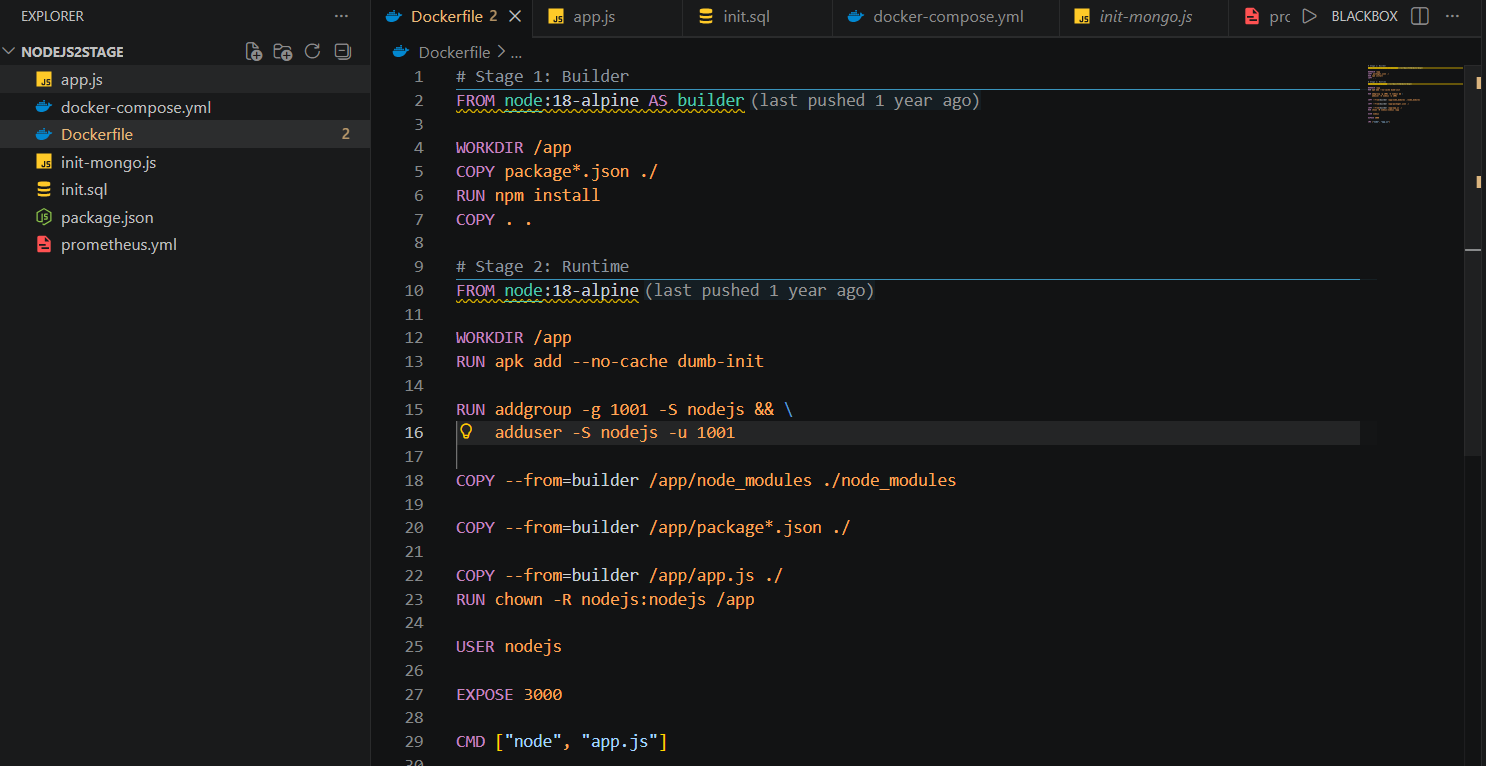 EXPLORER
NODEJS2STAGE
app.js
docker-compose.yml
Dockerfile 2
init-mongo.js
init.sql
package.json
prometheus.yml
Dockerfile 2
app.js
init.sql
docker-compose.yml
init-mongo.js
prc
BLACKBOX
Dockerfile > ...
1 # Stage 1: Builder
2 FROM node:18-alpine AS builder (last pushed 1 year ago)
3
4 WORKDIR /app
5 COPY package*.json ./
6 RUN npm install
7 COPY . .
8
9 # Stage 2: Runtime
10 FROM node:18-alpine (last pushed 1 year ago)
11
12 WORKDIR /app
13 RUN apk add --no-cache dumb-init
14
15 RUN addgroup -g 1001 -S nodejs && \
16     adduser -S nodejs -u 1001
17
18 COPY --from=builder /app/node_modules ./node_modules
19
20 COPY --from=builder /app/package*.json ./
21
22 COPY --from=builder /app/app.js ./
23 RUN chown -R nodejs:nodejs /app
24
25 USER nodejs
26
27 EXPOSE 3000
28
29 CMD ["node", "app.js"]
30